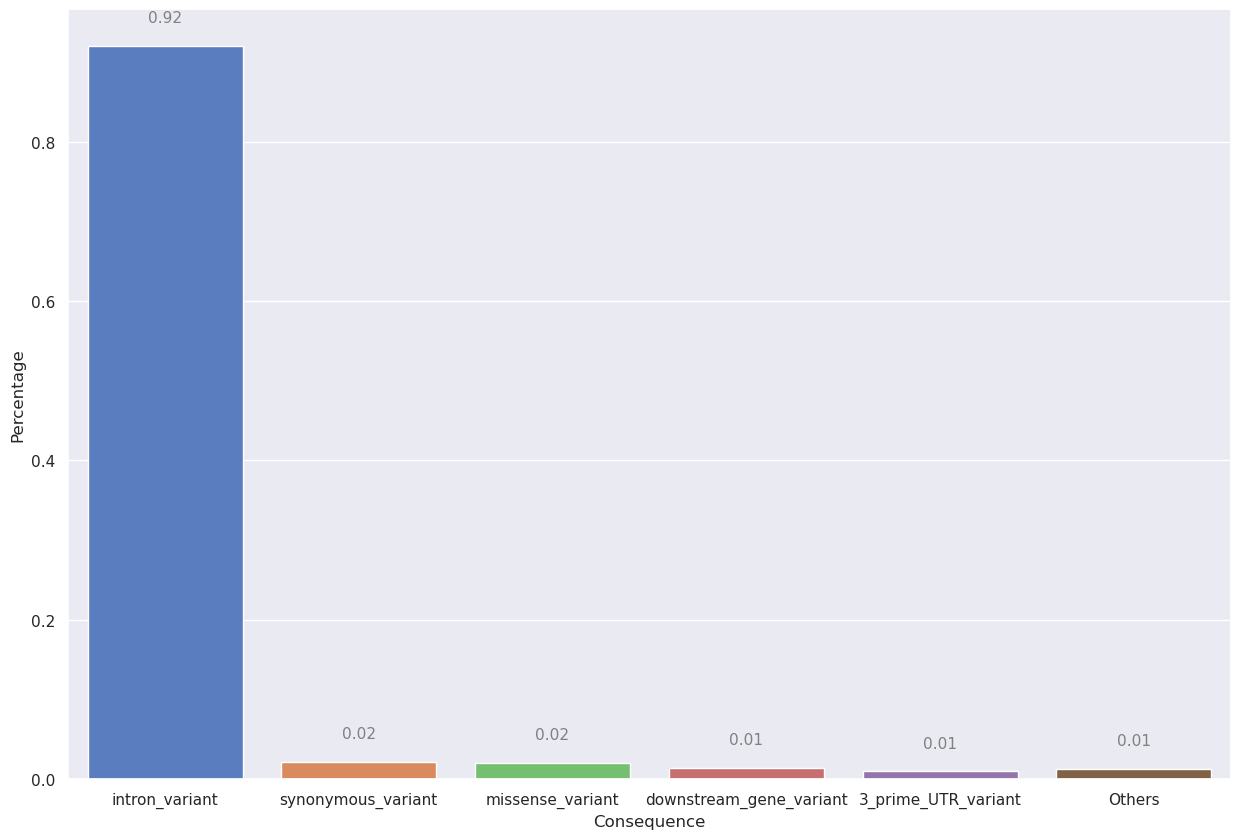 0.92
0.8
0.6
0.4
0.2
0.0
Percentage
0.02
0.02
0.01
0.01
0.01
intron_variant
synonymous_variant
missense_variant
downstream_gene_variant
3_prime_UTR_variant
Others
Consequence